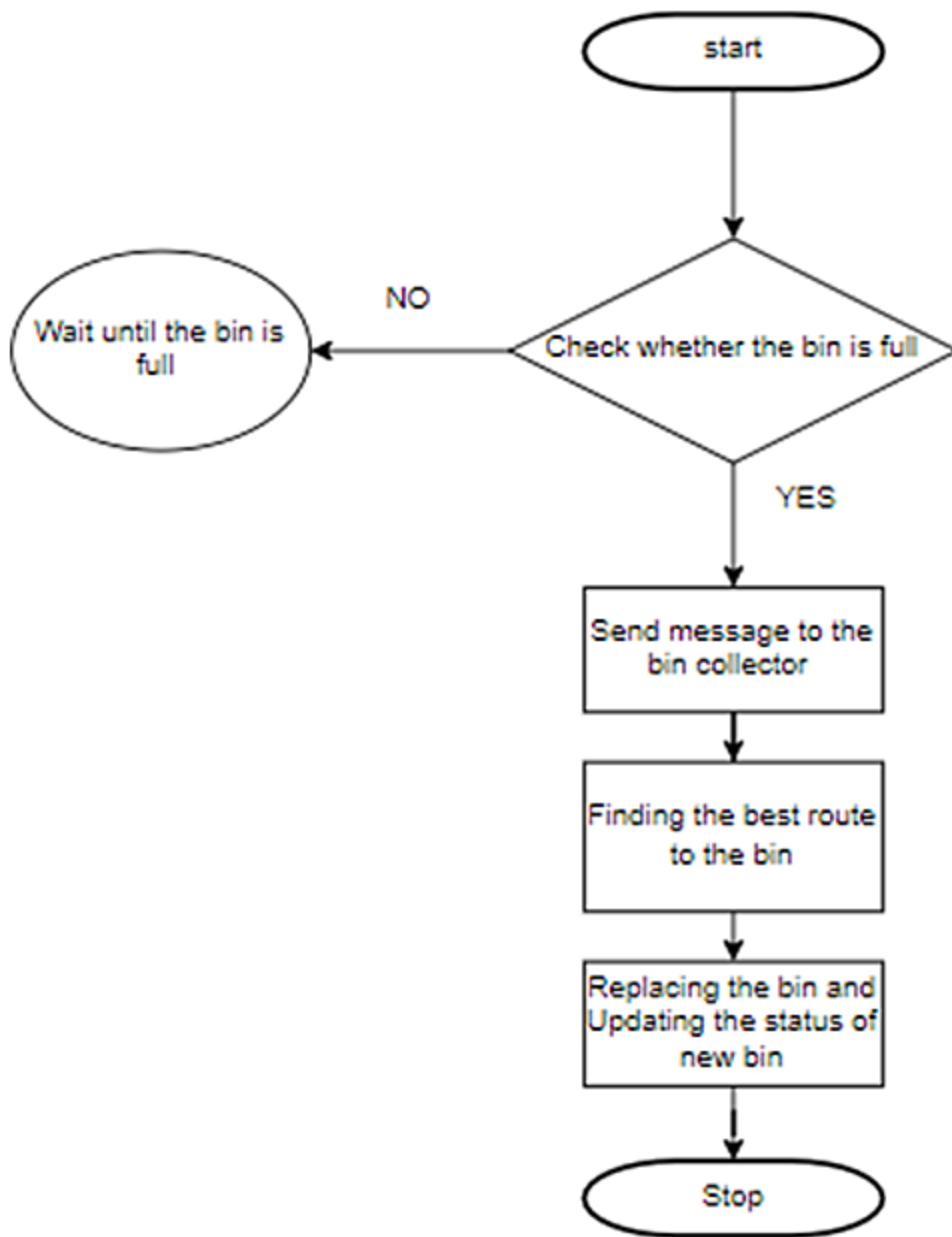 start
NO
Wait until the bin is
full
Check whether the bin is full
YES
Send message to the
bin collector
Finding the best route
to the bin
Replacing the bin and
Updating the status of
new bin
Stop